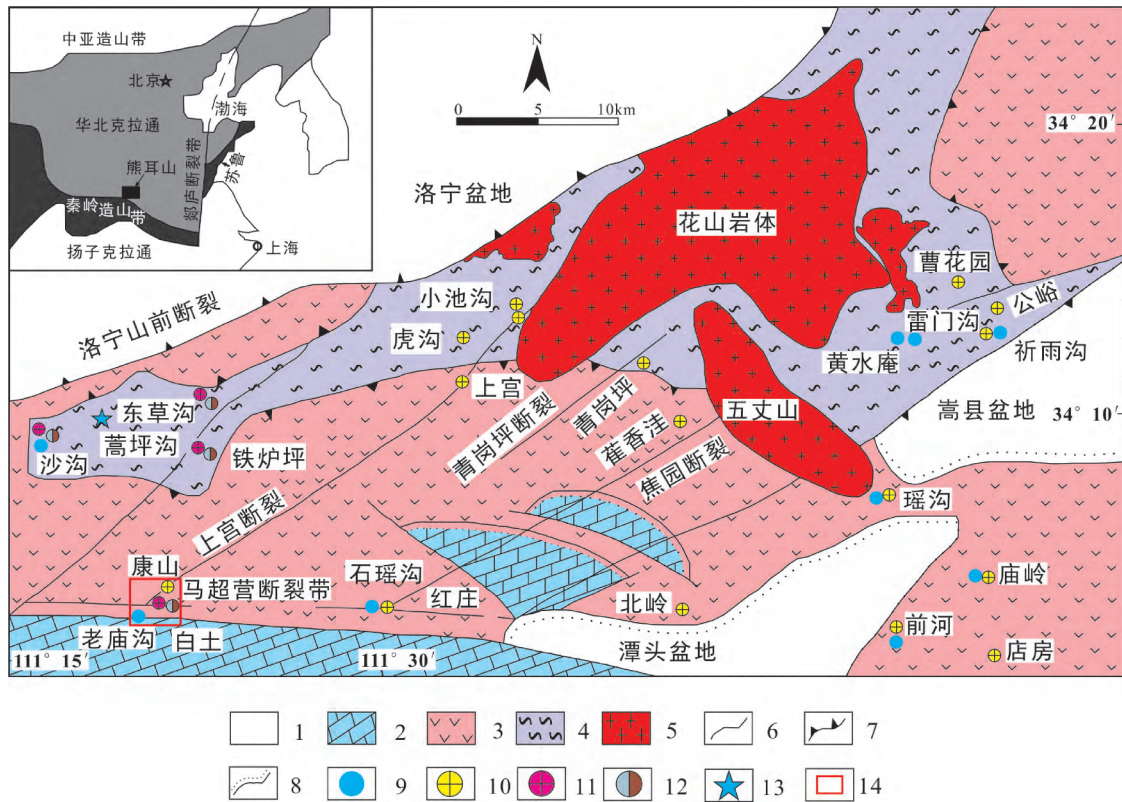 中亚造山带
北京
渤海
华北克拉通
郯庐断裂带
苏鲁
熊耳山
秦岭造山带
扬子克拉通
上海
N
0 5 10km
34° 20′
洛宁盆地
花山岩体
曹花园
公峪
小池沟
雷门沟
洛宁山前断裂
虎沟
黄水庵
祈雨沟
上宫
青岗坪
嵩县盆地
34° 10′
东草沟
青岗坪断裂
五丈山
萑香洼
蒿坪沟
沙沟
铁炉坪
焦园断裂
上宫断裂
瑶沟
康山
石瑶沟
庙岭
马超营断裂带
红庄
北岭
前河
老庙沟
白土
潭头盆地
店房
111° 15′
111° 30′
1 2 3 4 5 6 7
8 9 10 11 12 13 14